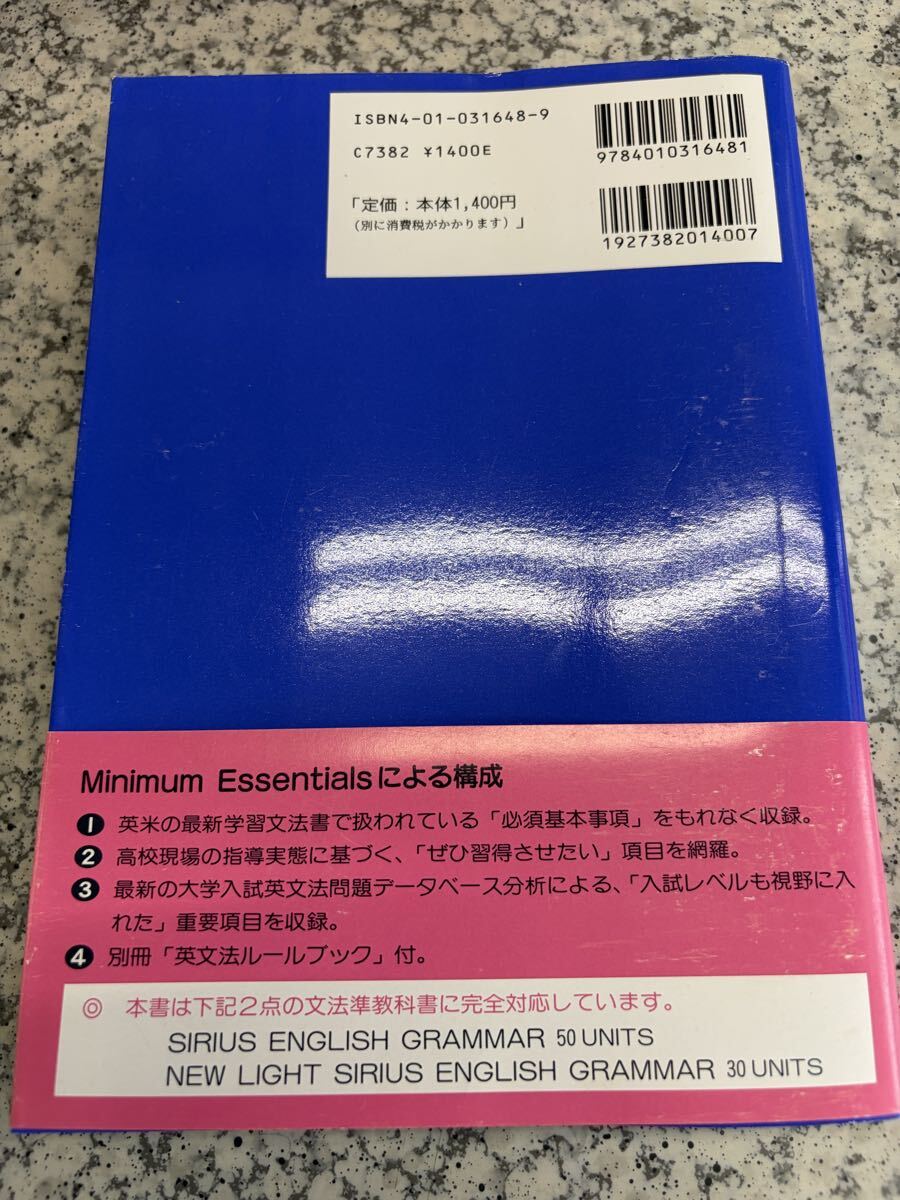 ISBN4-01-031648-9
C7382 ¥1400E
「定価：本体1,400円
（別に消費税がかかります）」
9784010316481
1927382014007
Minimum Essentialsによる構成
❶ 英米の最新学習文法書で扱われている「必須基本事項」をもれなく収録。
❷ 高校現場の指導実態に基づく、「ぜひ習得させたい」項目を網羅。
❸ 最新の大学入試英文法問題データベース分析による、「入試レベルも視野に入
れた」重要項目を収録。
❹ 別冊「英文法ルールブック」付。
◎ 本書は下記2点の文法準教科書に完全対応しています。
SIRIUS ENGLISH GRAMMAR 50 UNITS
NEW LIGHT SIRIUS ENGLISH GRAMMAR 30 UNITS